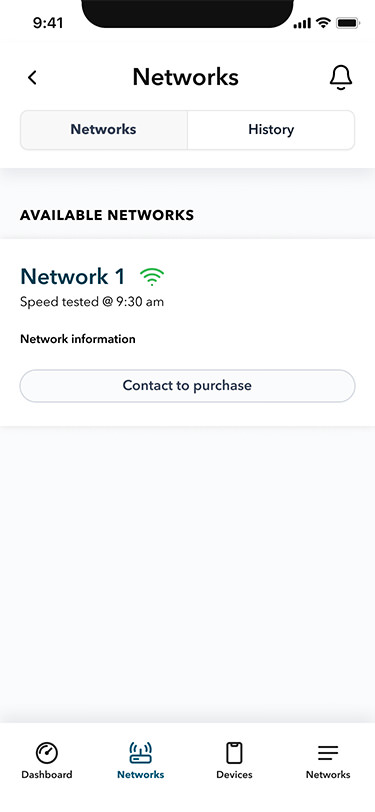 9:41
Networks
Networks
History
AVAILABLE NETWORKS
Network 1
Speed tested @ 9:30 am
Network information
Contact to purchase
Dashboard
Networks
Devices
Networks